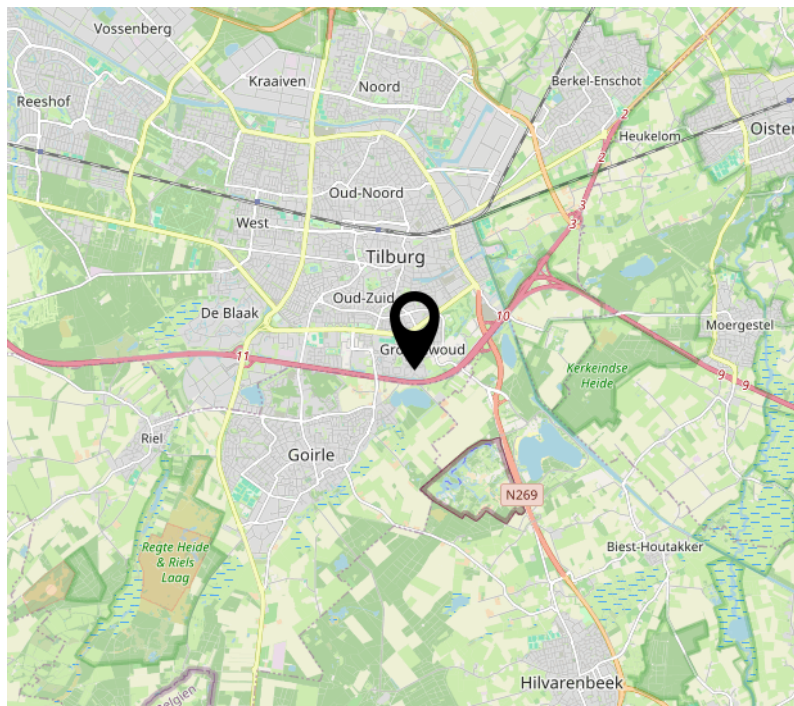 Vossenberg
Kraaiven
Noord
Berkel-Enschot
Reeshof
2
Heukelom
Oister
2
Oud-Noord
3
West
3
Tilburg
Oud-Zuid
De Blaak
10
Moergestel
11
Kerkeindse
Heide
9
9
Riel
Goirle
N269
Regte Heide
& Riels
Laag
Biest-Houtakker
Hilvarenbeek
België